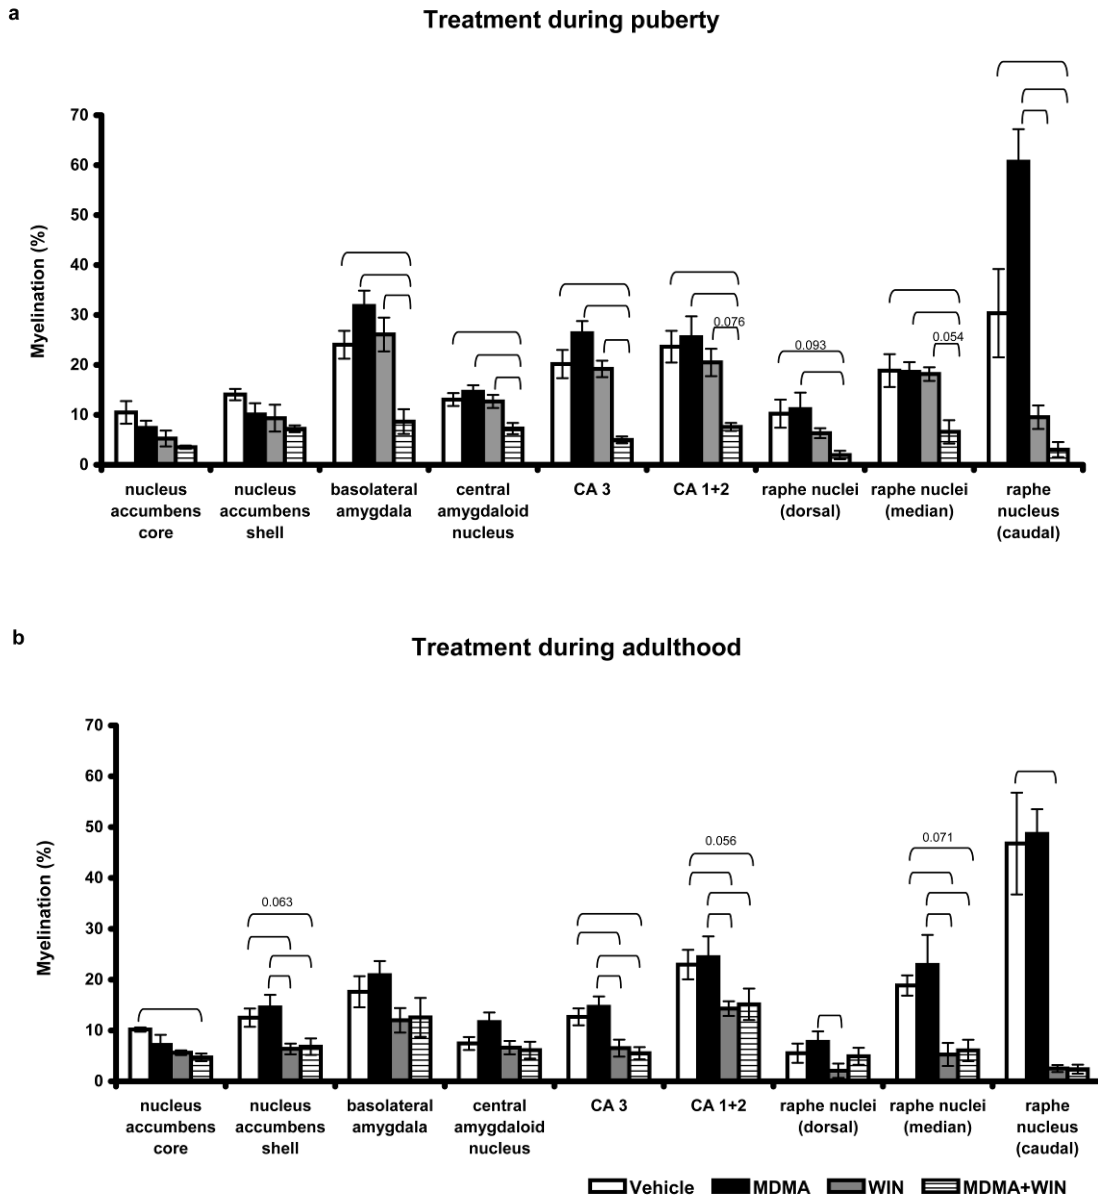 a
Treatment during puberty
Myelination (%)
70
60
50
40
30
20
10
0
0.076
0.093
0.054
nucleus accumbens core
nucleus accumbens shell
basolateral amygdala
central amygdaloid nucleus
CA 3
CA 1+2
raphe nuclei (dorsal)
raphe nuclei (median)
raphe nucleus (caudal)
b
Treatment during adulthood
Myelination (%)
70
60
50
40
30
20
10
0
0.063
0.056
0.071
nucleus accumbens core
nucleus accumbens shell
basolateral amygdala
central amygdaloid nucleus
CA 3
CA 1+2
raphe nuclei (dorsal)
raphe nuclei (median)
raphe nucleus (caudal)
Vehicle MDMA WIN MDMA+WIN